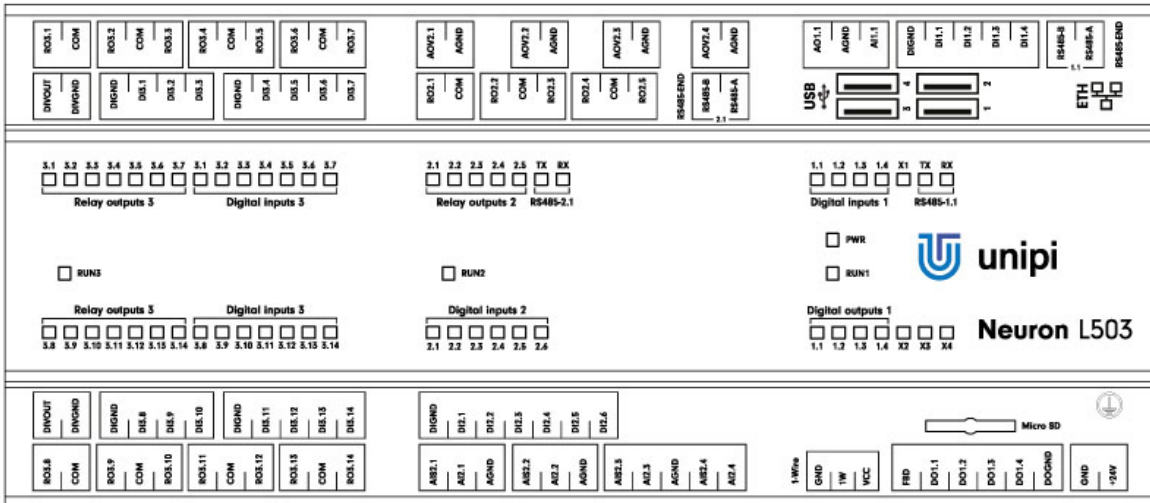 RO3.1 COM RO3.2 COM RO3.3 RO3.4 COM RO3.5 RO3.6 COM RO3.7 AOV2.1 AGND AOV2.2 AGND AOV2.3 AGND AOV2.4 AGND AO1.1 AGND AI1.1 DIGND DI1.1 DI1.2 DI1.3 DI1.4 RS485-B RS485-A RS485-END
1.1
DIVOUT DIVGND DIGND DI3.1 DI3.2 DI3.3 DIGND DI3.4 DI3.5 DI3.6 DI3.7 RO2.1 COM RO2.2 COM RO2.3 RO2.4 COM RO2.5 RS485-END RS485-B RS485-A USB 4 2 ETH
2.1 3 1
3.1 3.2 3.3 3.4 3.5 3.6 3.7 3.1 3.2 3.3 3.4 3.5 3.6 3.7 2.1 2.2 2.3 2.4 2.5 TX RX 1.1 1.2 1.3 1.4 X1 TX RX
Relay outputs 3 Digital inputs 3 Relay outputs 2 RS485-2.1 Digital inputs 1 RS485-1.1
PWR
unipi
RUN3 RUN2 RUN1
Relay outputs 3 Digital inputs 3 Digital inputs 2 Digital outputs 1
Neuron L503
3.8 3.9 3.10 3.11 3.12 3.13 3.14 3.8 3.9 3.10 3.11 3.12 3.13 3.14 2.1 2.2 2.3 2.4 2.5 2.6 1.1 1.2 1.3 1.4 X2 X3 X4
DIVOUT DIVGND DIGND DI3.8 DI3.9 DI3.10 DI3.11 DI3.12 DI3.13 DI3.14 DIGND DI2.1 DI2.2 DI2.3 DI2.4 DI2.5 DI2.6
Micro SD
RO3.8 COM RO3.9 COM RO3.10 RO3.11 COM RO3.12 RO3.13 COM RO3.14 AIS2.1 AI2.1 AGND AIS2.2 AI2.2 AGND AIS2.3 AI2.3 AGND AIS2.4 AI2.4 1-Wire GND 1W VCC DO1.1 DO1.2 DO1.3 DO1.4 DOGND GND +24V